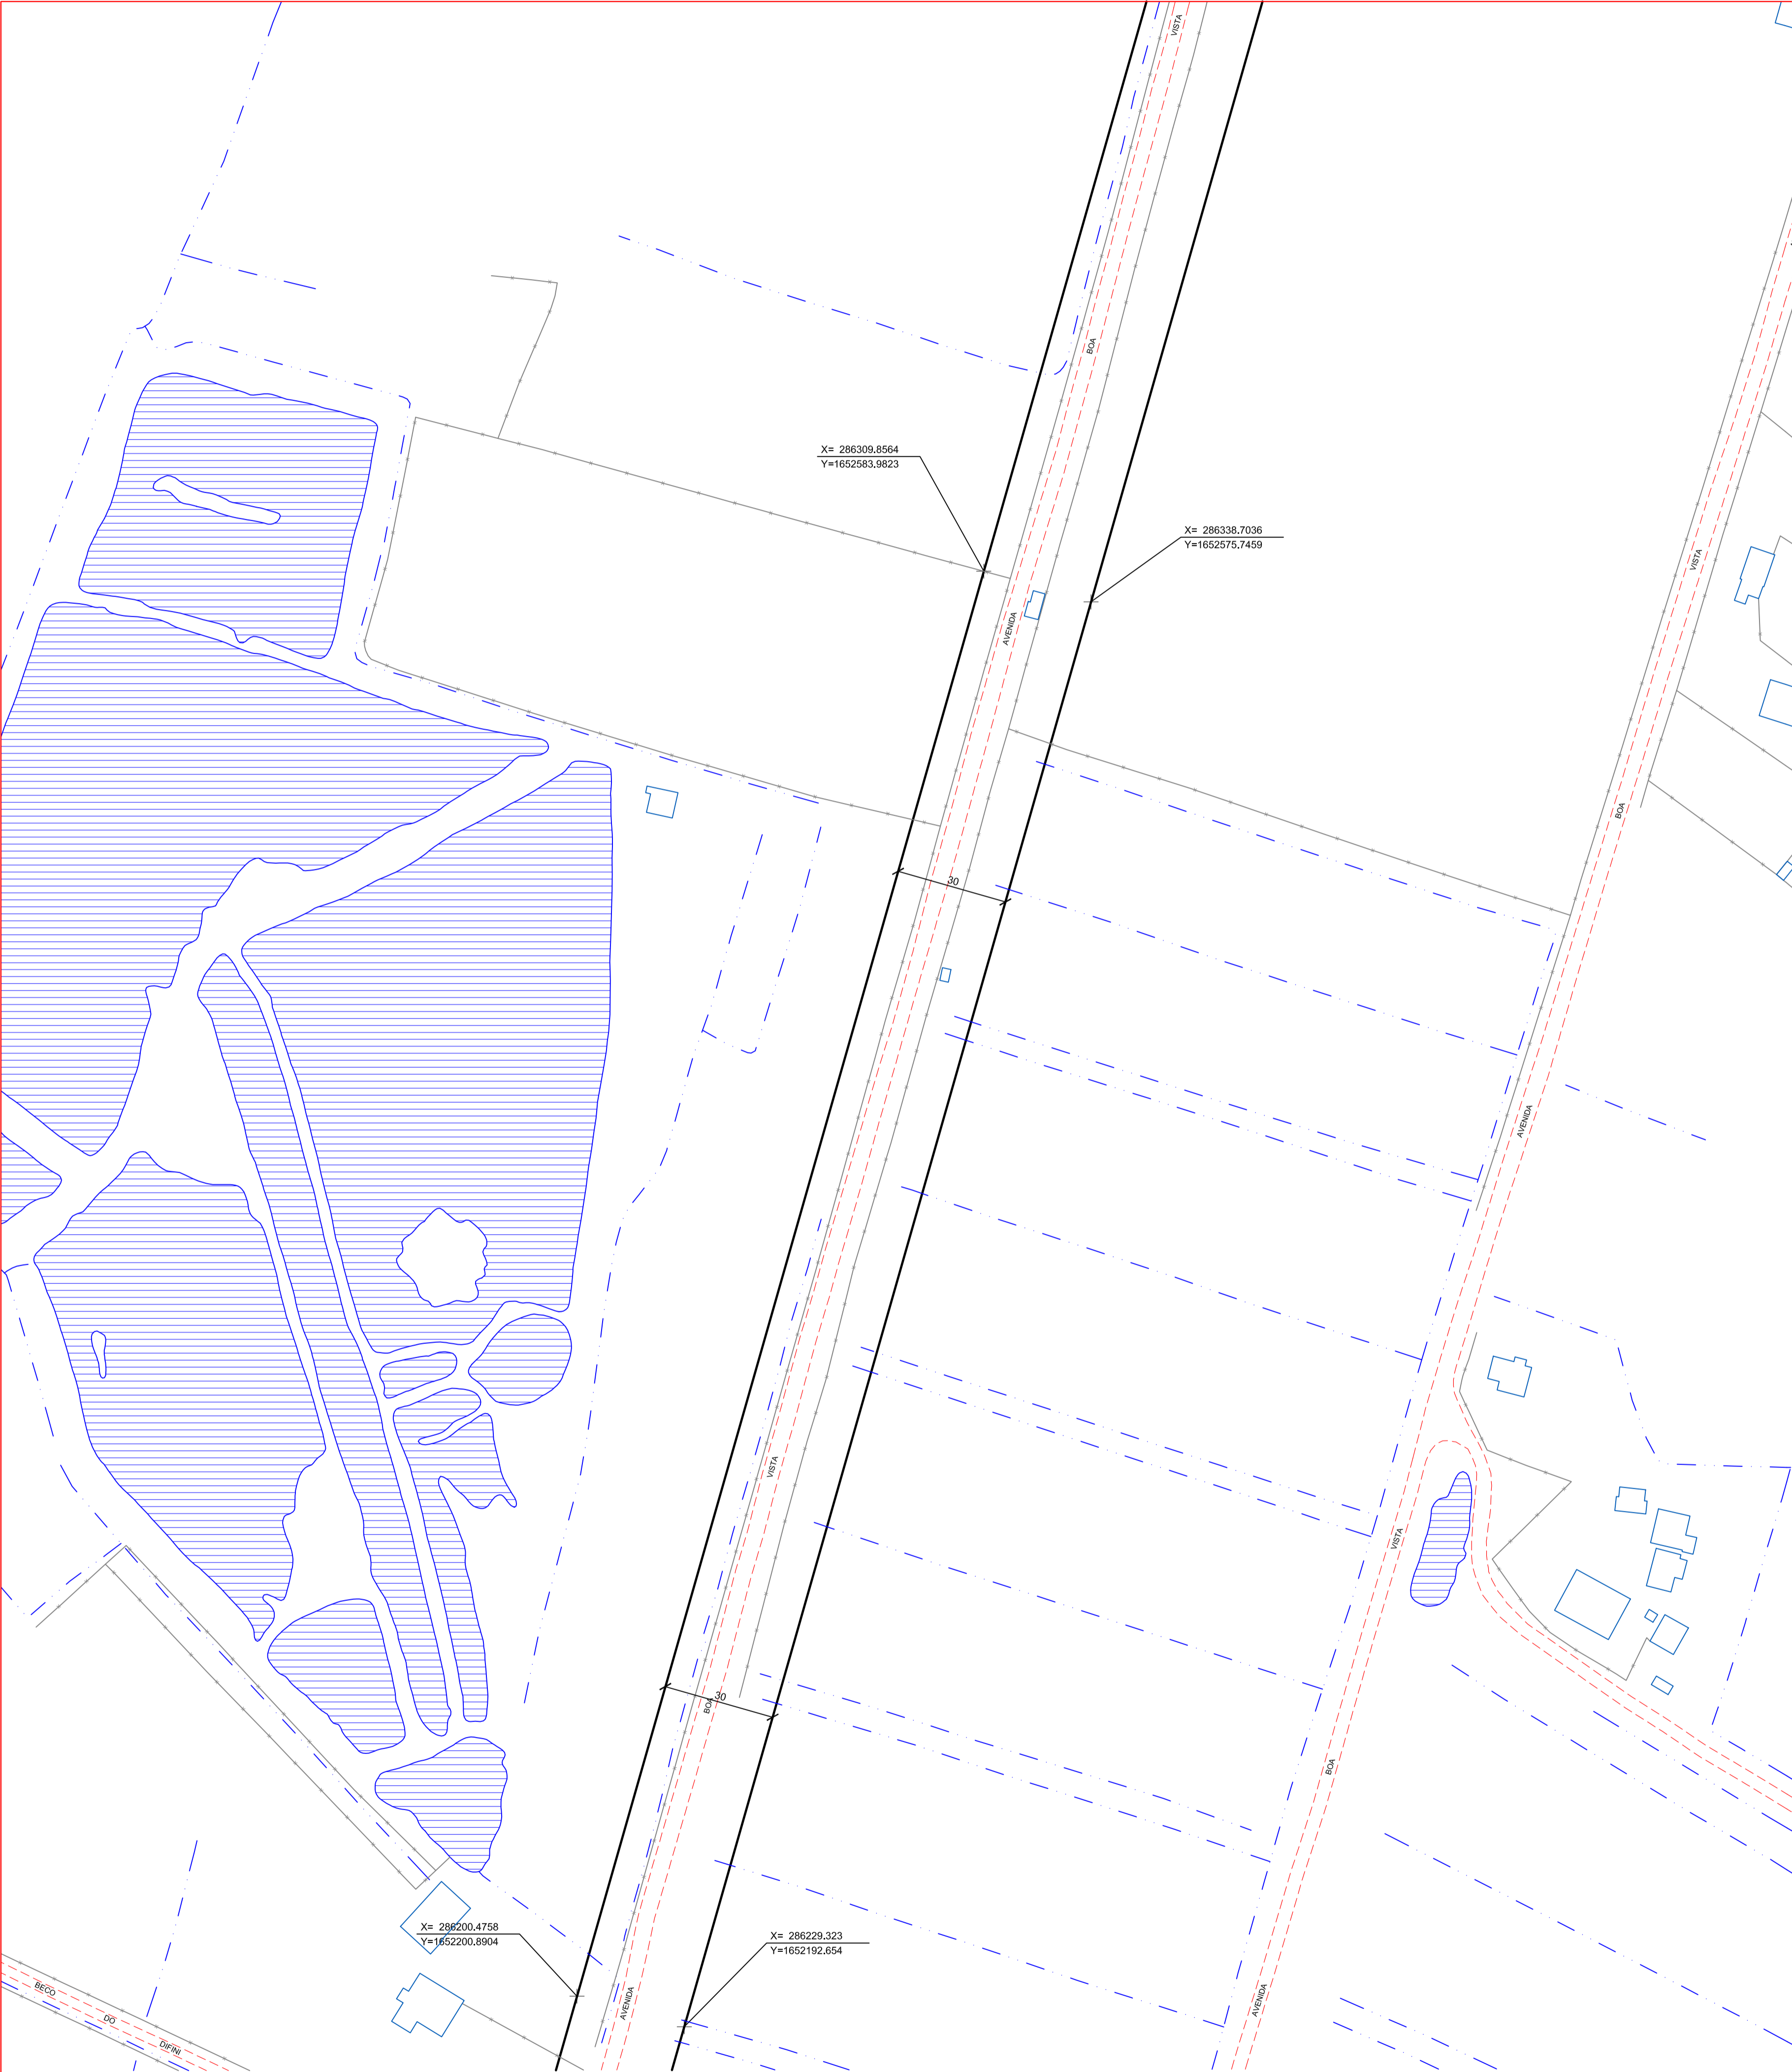 VISTA
BOA
X= 286309.8564
Y=1652583.9823
X= 286338.7036
Y=1652575.7459
VISTA
AVENIDA
BOA
30
AVENIDA
VISTA
VISTA
30
BOA
BOA
X= 286200.4758
Y=1652200.8904
X= 286229.323
Y=1652192.654
BECO
DO
DIFINI
AVENIDA
AVENIDA